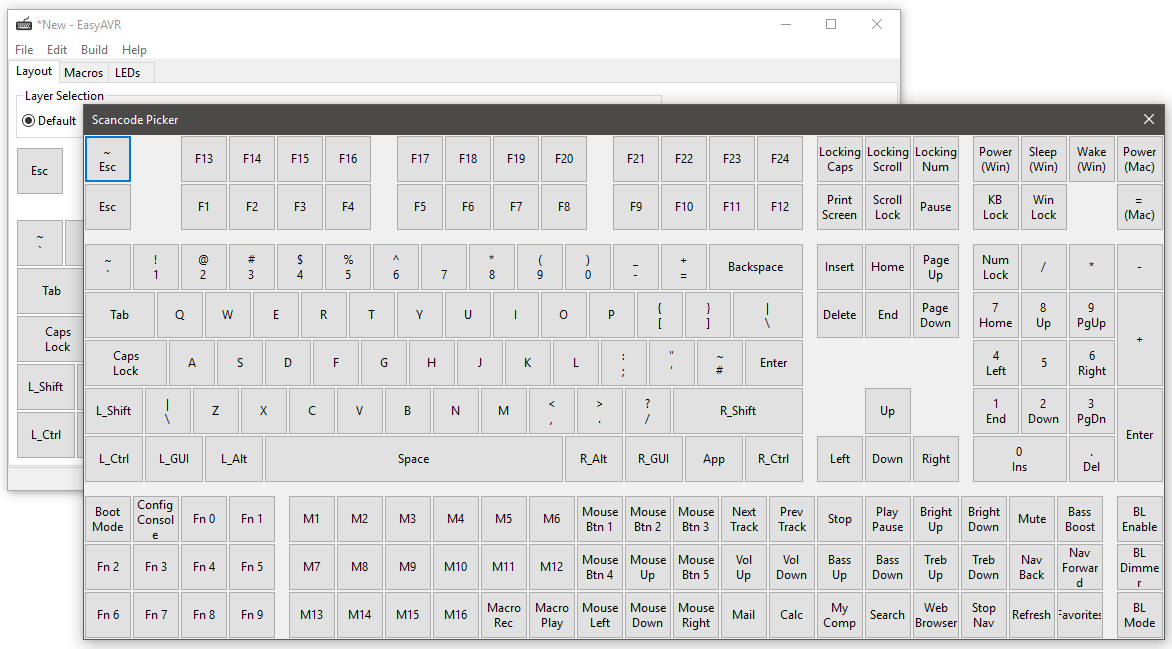 *New - EasyAVR
File Edit Build Help
Layout Macros LEDs
Layer Selection
Default
Esc
~
`
Tab
Caps
Lock
L_Shift
L_Ctrl
Scancode Picker
~
Esc F13 F14 F15 F16 F17 F18 F19 F20 F21 F22 F23 F24 Locking Locking Locking Power Sleep Wake Power
Caps Scroll Num (Win) (Win) (Win) (Mac)
Esc F1 F2 F3 F4 F5 F6 F7 F8 F9 F10 F11 F12 Print Scroll Pause KB Win =
Screen Lock Lock Lock (Mac)
~ ! @ # $ % ^ * ( ) _ + Backspace Insert Home Page Num / * -
` 1 2 3 4 5 6 7 8 9 0 - = Up Lock
Tab Q W E R T Y U I O P { } | Delete End Page 7 8 9 +
[ ] \ Down Home Up PgUp
Caps A S D F G H J K L : " ~ Enter 4 5 6
Lock ; ' # Left Right
L_Shift | Z X C V B N M < > ? R_Shift Up 1 2 3 Enter
\ , . / End Down PgDn
L_Ctrl L_GUI L_Alt Space R_Alt R_GUI App R_Ctrl Left Down Right 0 .
Ins Del
Boot Config Fn 0 Fn 1 M1 M2 M3 M4 M5 M6 Mouse Mouse Mouse Next Prev Stop Play Bright Bright Mute Bass BL
Mode Consol Btn 1 Btn 2 Btn 3 Track Track Pause Up Down Boost Enable
e
Fn 2 Fn 3 Fn 4 Fn 5 M7 M8 M9 M10 M11 M12 Mouse Mouse Mouse Vol Vol Bass Bass Treb Treb Nav Nav BL
Btn 4 Up Btn 5 Up Down Up Down Up Down Back Forwar Dimme
d r
Fn 6 Fn 7 Fn 8 Fn 9 M13 M14 M15 M16 Macro Macro Mouse Mouse Mouse Mail Calc My Search Web Stop Refresh Favorites BL
Rec Play Left Down Right Comp Browser Nav Mode